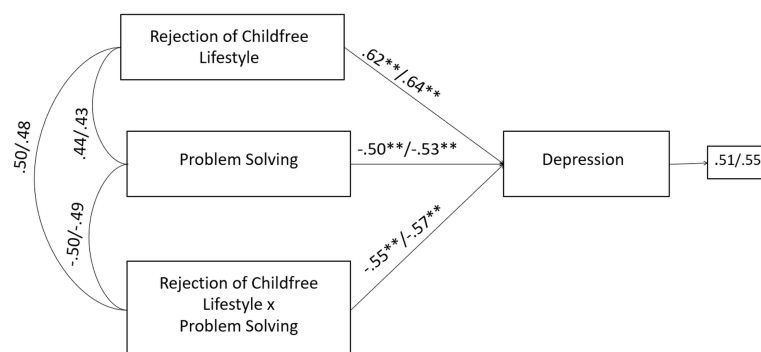 Rejection of Childfree
Lifestyle
.62**/.64**
.50/.48
.44/.43
Problem Solving
-.50**/-.53**
Depression
.51/.55
-.50/-.49
-.55**/-.57**
Rejection of Childfree
Lifestyle x
Problem Solving